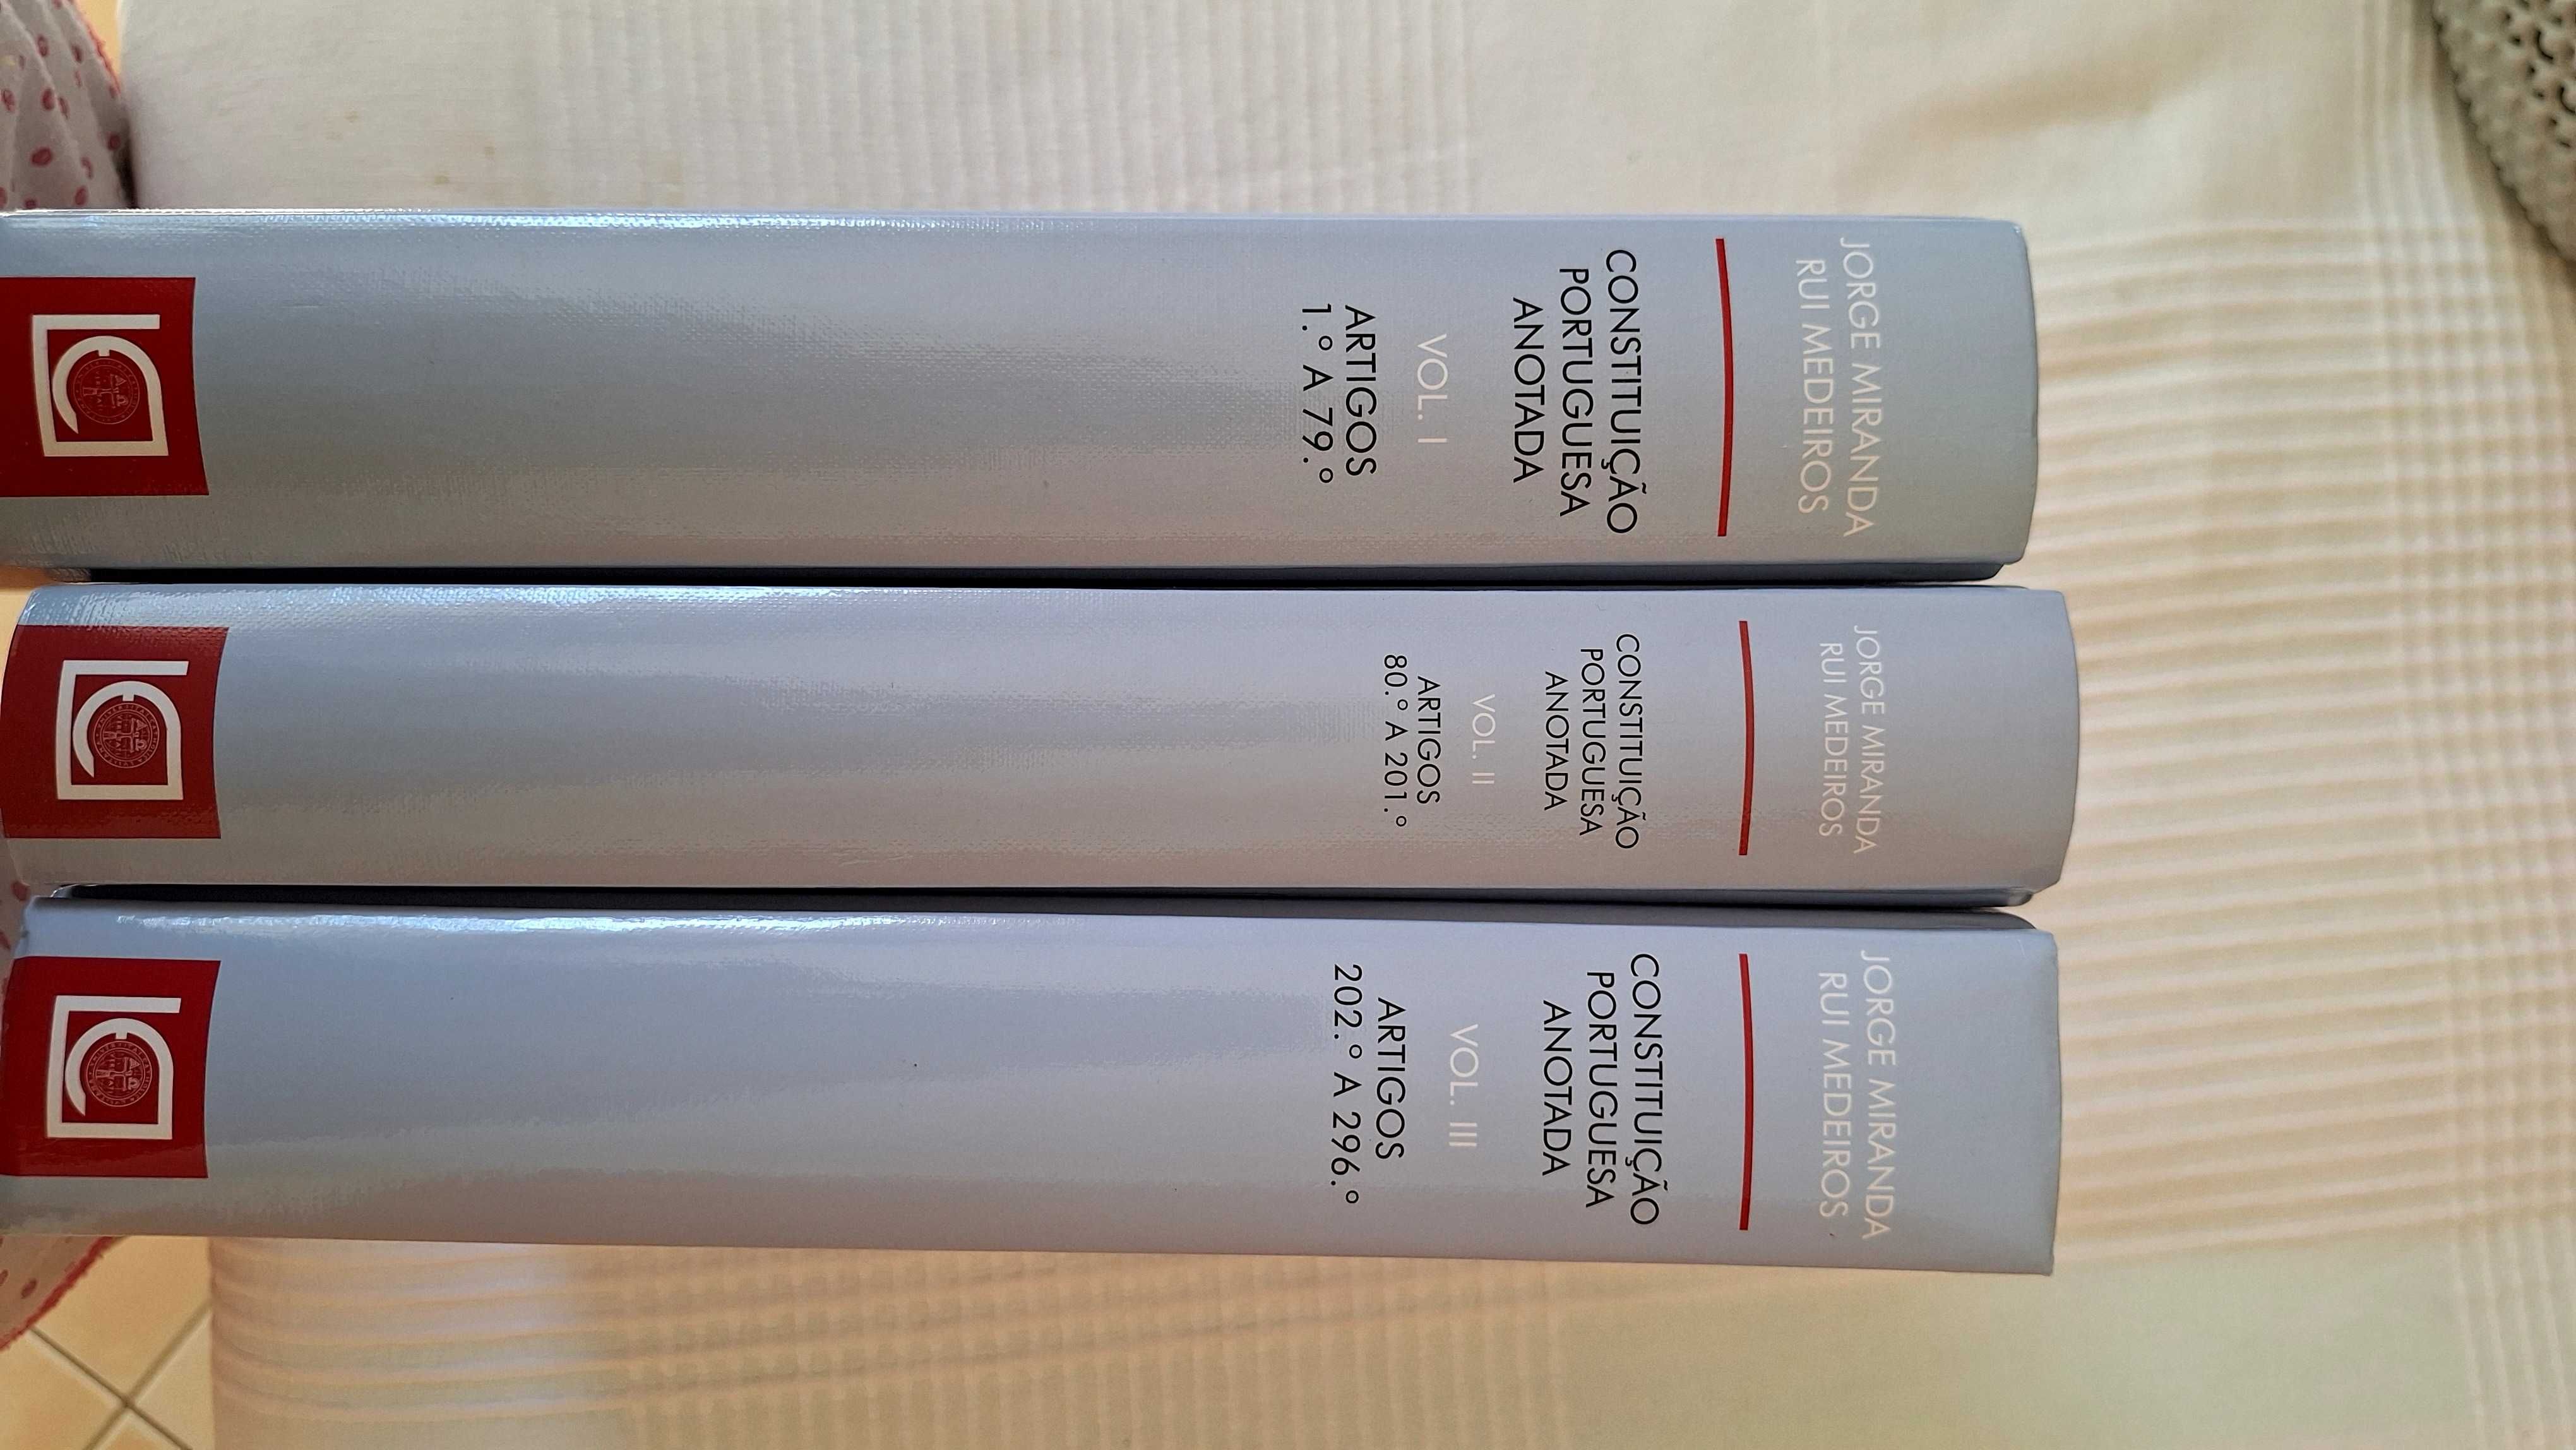 JORGE MIRANDA
RUI MEDEIROS
CONSTITUIÇÃO
PORTUGUESA
ANOTADA
VOL. I
ARTIGOS
1.º A 79.º
JORGE MIRANDA
RUI MEDEIROS
CONSTITUIÇÃO
PORTUGUESA
ANOTADA
VOL. II
ARTIGOS
80.º A 201.º
JORGE MIRANDA
RUI MEDEIROS
CONSTITUIÇÃO
PORTUGUESA
ANOTADA
VOL. III
ARTIGOS
202.º A 296.º